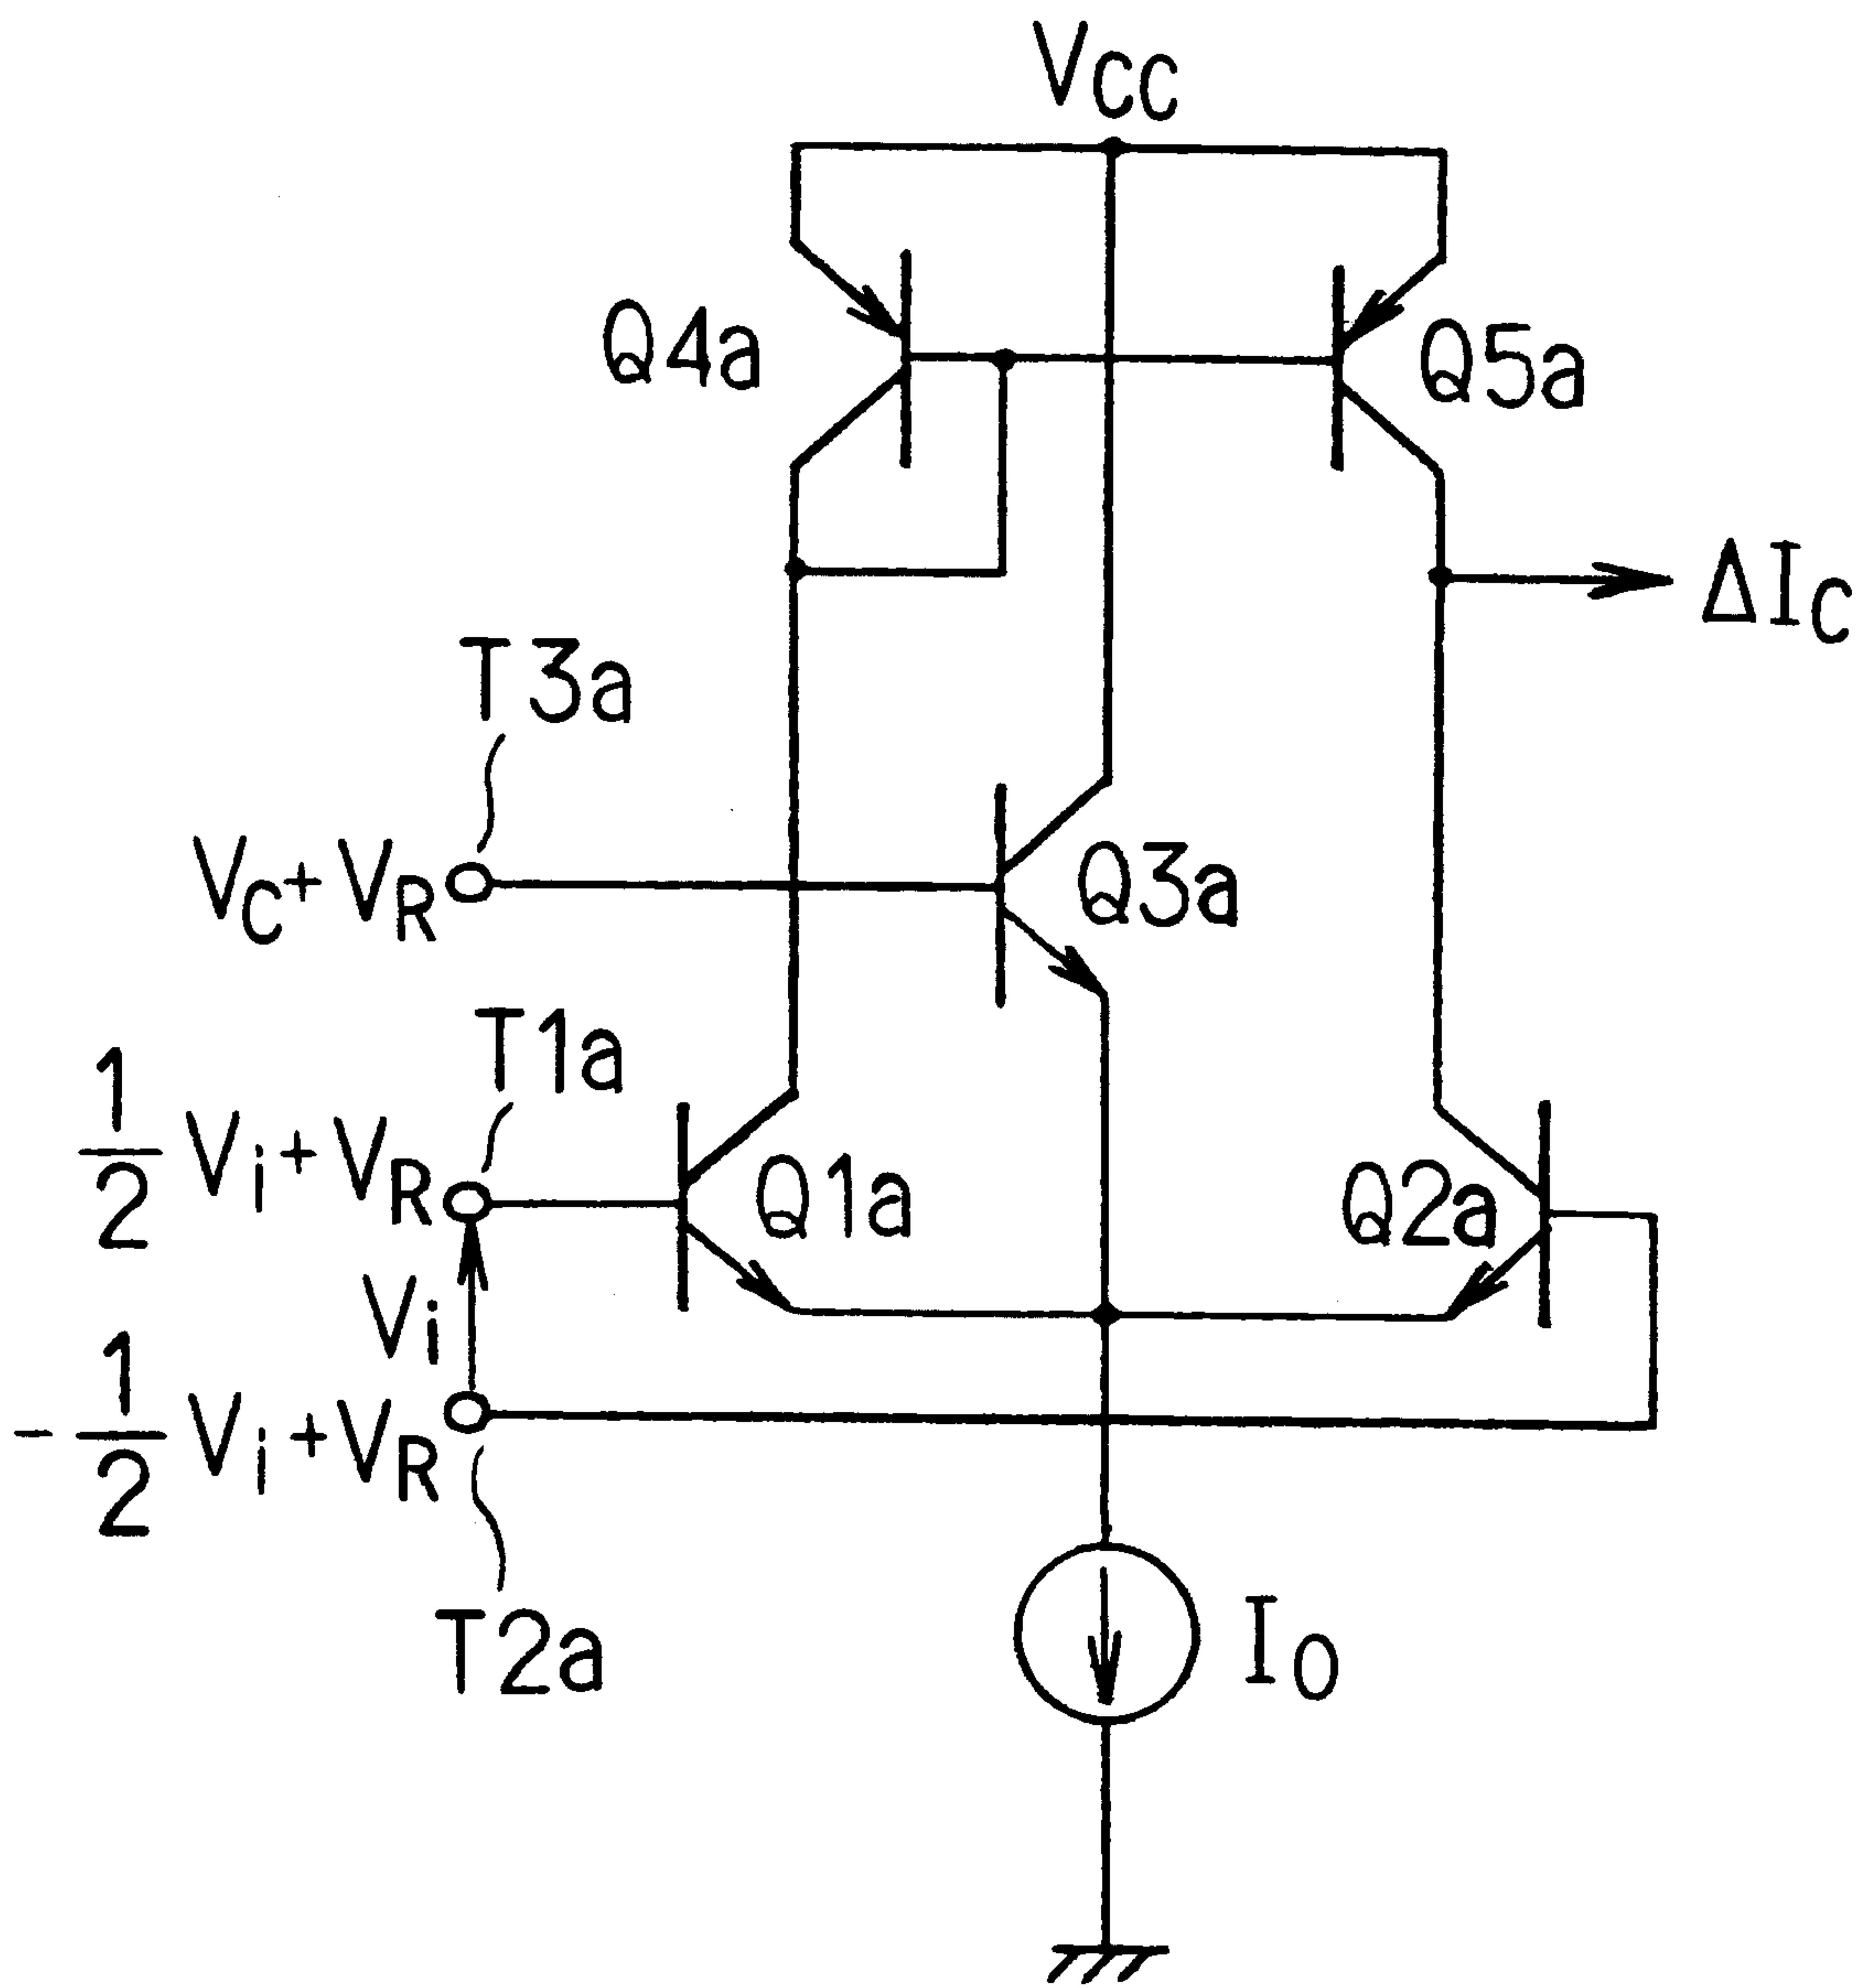 VCC
Q4a
Q5a
ΔIC
T3a
VC+VR
Q3a
T1a
1/2 Vi+VR
Q1a
Q2a
Vi
-1/2 Vi+VR
T2a
IO